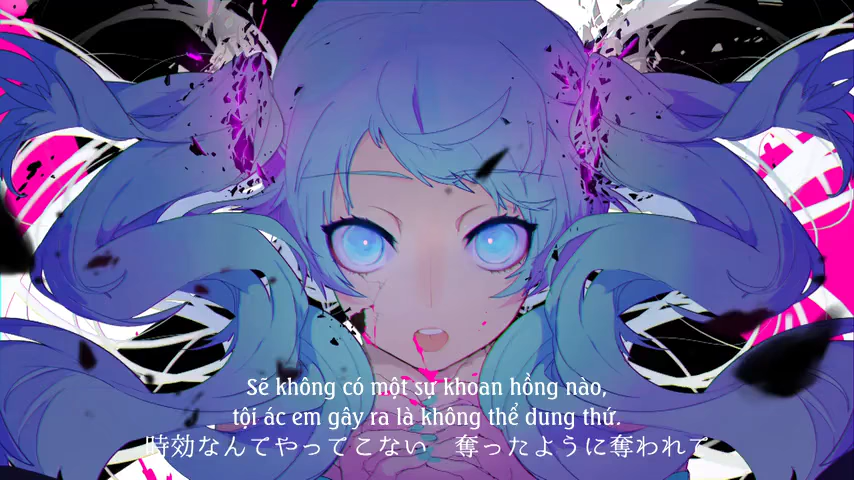 Sẽ không có một sự khoan hồng nào,
tội ác em gây ra là không thể dung thứ.
時効なんてやってこない 奪ったように奪われて